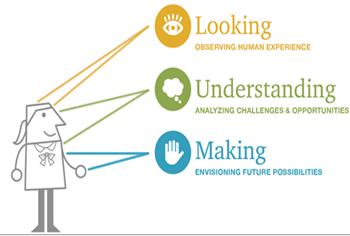 Looking
OBSERVING HUMAN EXPERIENCE
Understanding
ANALYZING CHALLENGES & OPPORTUNITIES
Making
ENVISIONING FUTURE POSSIBILITIES